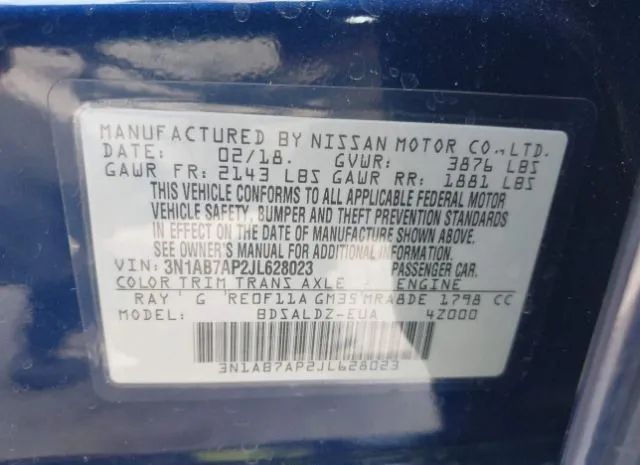 MANUFACTURED BY NISSAN MOTOR CO.,LTD.
DATE: 02/18. GVWR: 3876 LBS
GAWR FR: 2143 LBS GAWR RR: 1881 LBS
THIS VEHICLE CONFORMS TO ALL APPLICABLE FEDERAL MOTOR
VEHICLE SAFETY, BUMPER AND THEFT PREVENTION STANDARDS
IN EFFECT ON THE DATE OF MANUFACTURE SHOWN ABOVE.
SEE OWNER'S MANUAL FOR ADDITIONAL INFORMATION.
VIN: 3N1AB7AP2JL628023 PASSENGER CAR.
COLOR TRIM TRANS AXLE ENGINE
RAY G RE0F11A GM35 MRA8DE 1798 CC
MODEL: BDSALDZ-EUA 4Z000
3N1AB7AP2JL628023